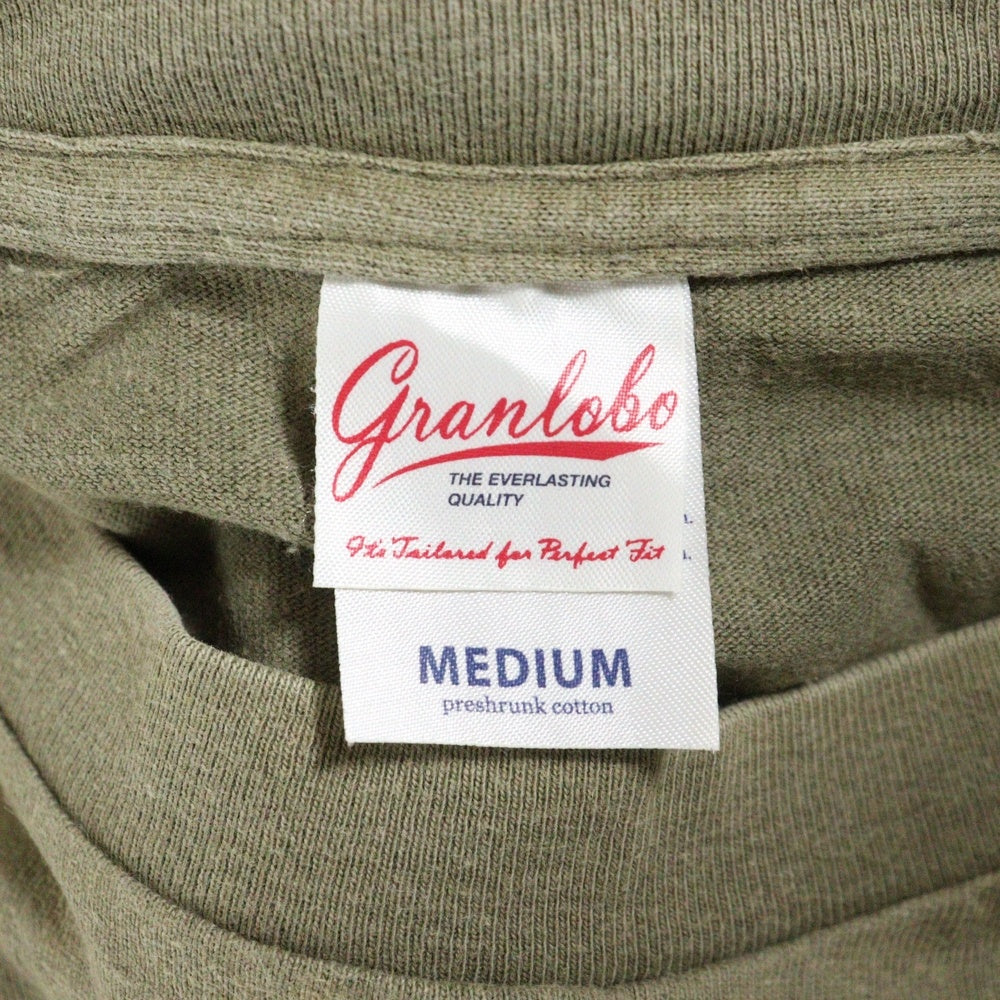 Granlobo
THE EVERLASTING
QUALITY
It's Tailored for Perfect Fit
MEDIUM
preshrunk cotton